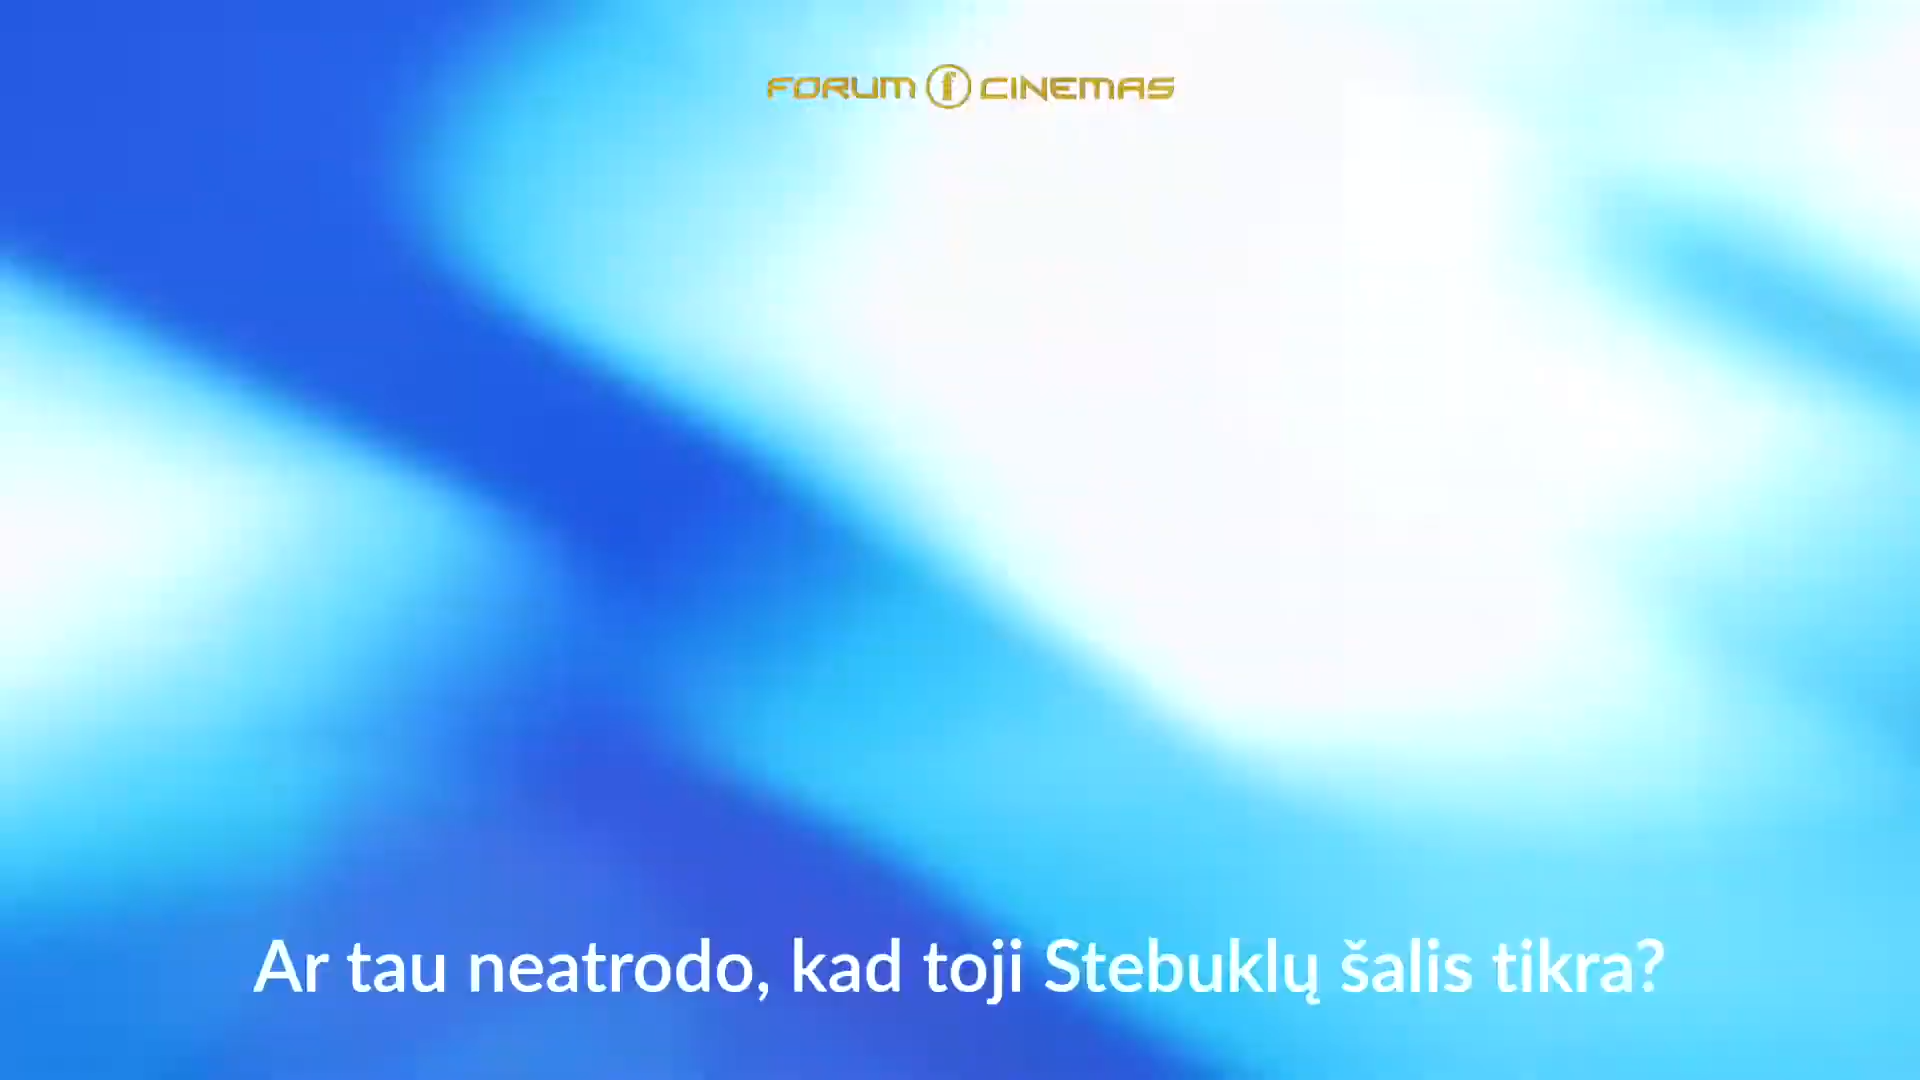 FORUM f CINEMAS
Ar tau neatrodo, kad toji Stebuklų šalis tikra?